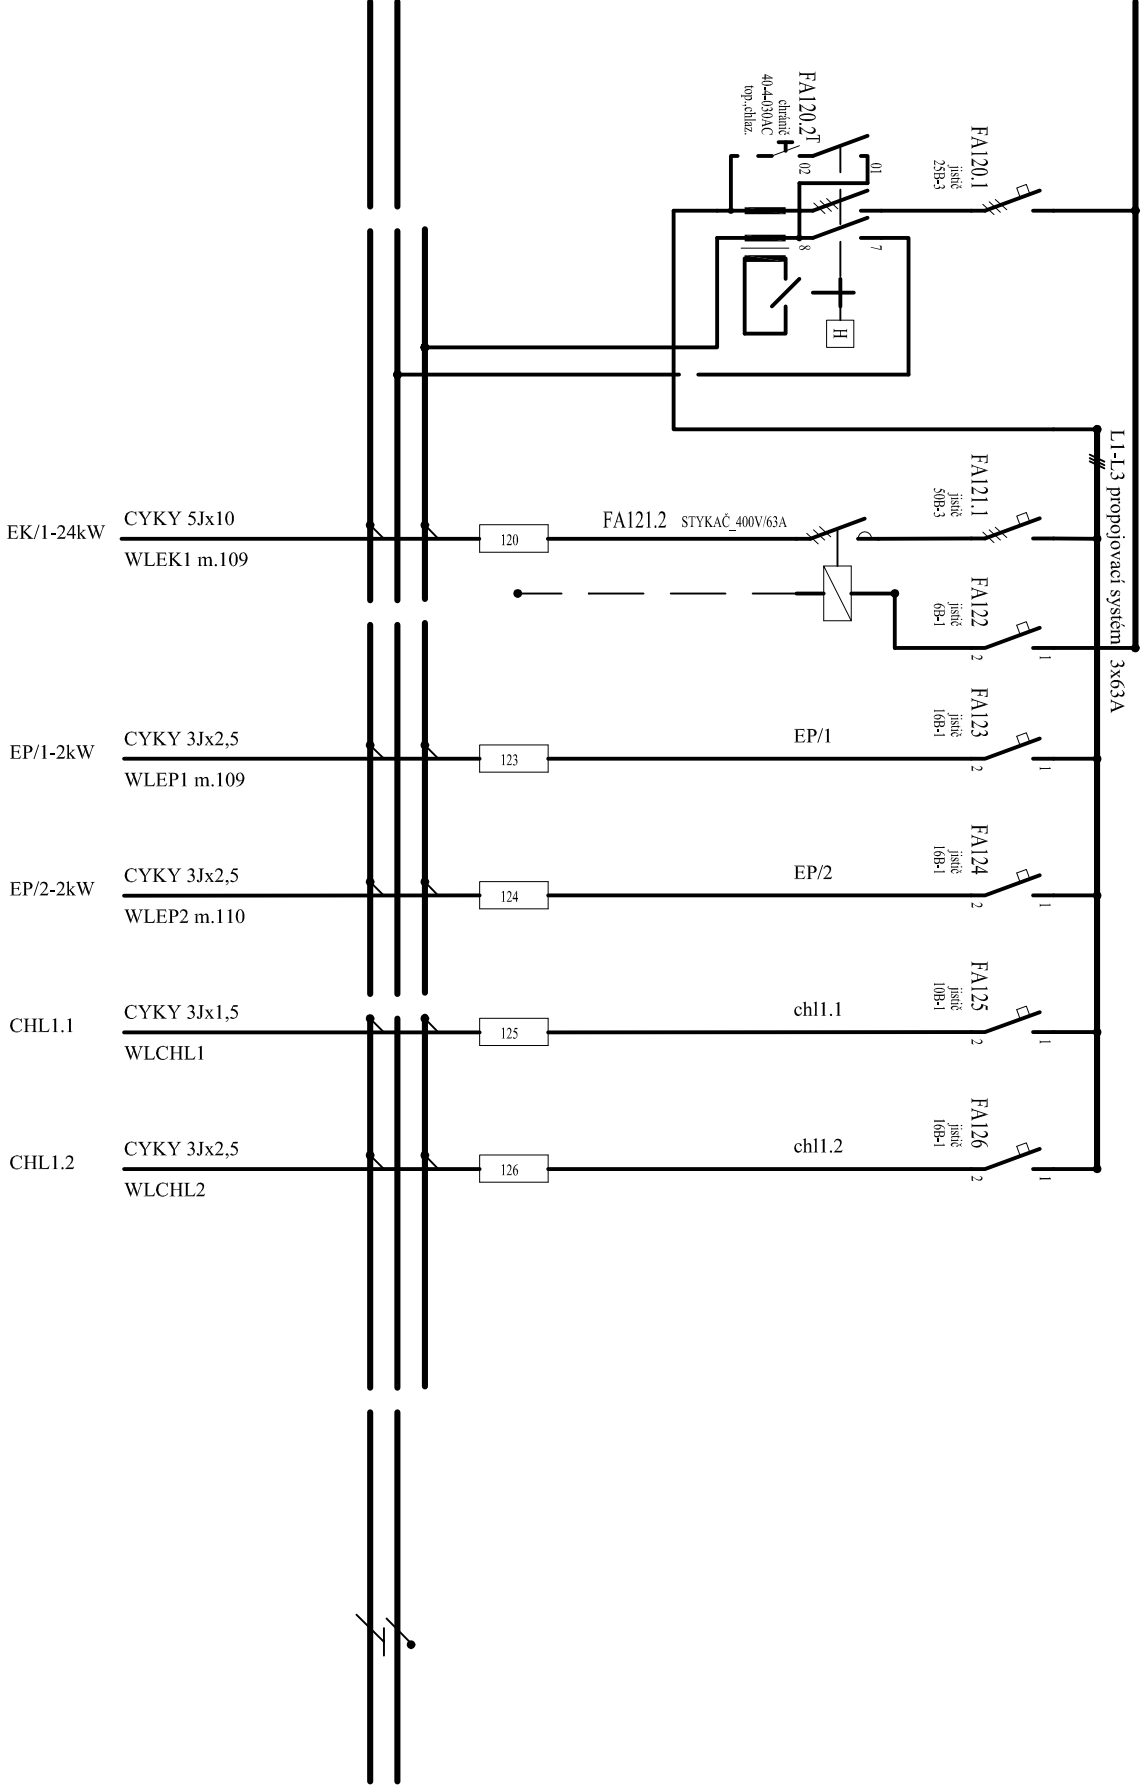 FA120.2
chránič
40-4-030AC
top.,chlaz.
T
01
02
7
8
H
FA120.1
jistič
25B-3
L1-L3 propojovací systém 3x63A
EK/1-24kW
CYKY 5Jx10
WLEK1 m.109
120
FA121.2 STYKAČ_400V/63A
FA121.1
jistič
50B-3
FA122
jistič
6B-1
2
1
EP/1-2kW
CYKY 3Jx2,5
WLEP1 m.109
123
EP/1
FA123
jistič
16B-1
2
1
EP/2-2kW
CYKY 3Jx2,5
WLEP2 m.110
124
EP/2
FA124
jistič
16B-1
2
1
CHL1.1
CYKY 3Jx1,5
WLCHL1
125
chl1.1
FA125
jistič
10B-1
2
1
CHL1.2
CYKY 3Jx2,5
WLCHL2
126
chl1.2
FA126
jistič
16B-1
2
1